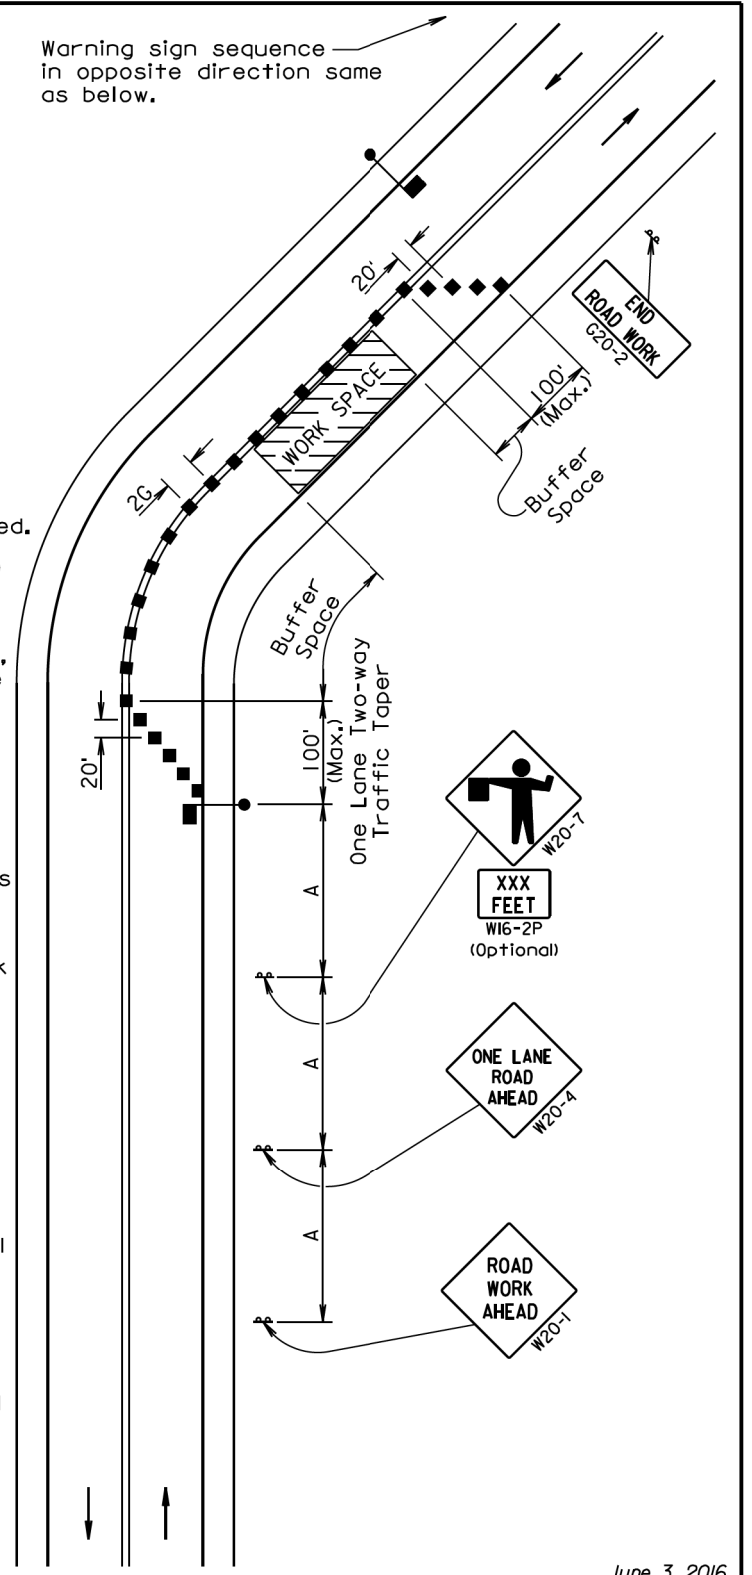 Warning sign sequence
in opposite direction same
as below.
20'
END
ROAD WORK
G20-2
100'
(Max.)
WORK SPACE
Buffer
Space
2G
ed.
Buffer
Space
20'
100'
(Max.)
One Lane Two-way
Traffic Taper
W20-7
XXX
FEET
W16-2P
(Optional)
A
s
k
ONE LANE
ROAD
AHEAD
W20-4
A
A
l
ROAD
WORK
AHEAD
W20-1
June 3, 2016